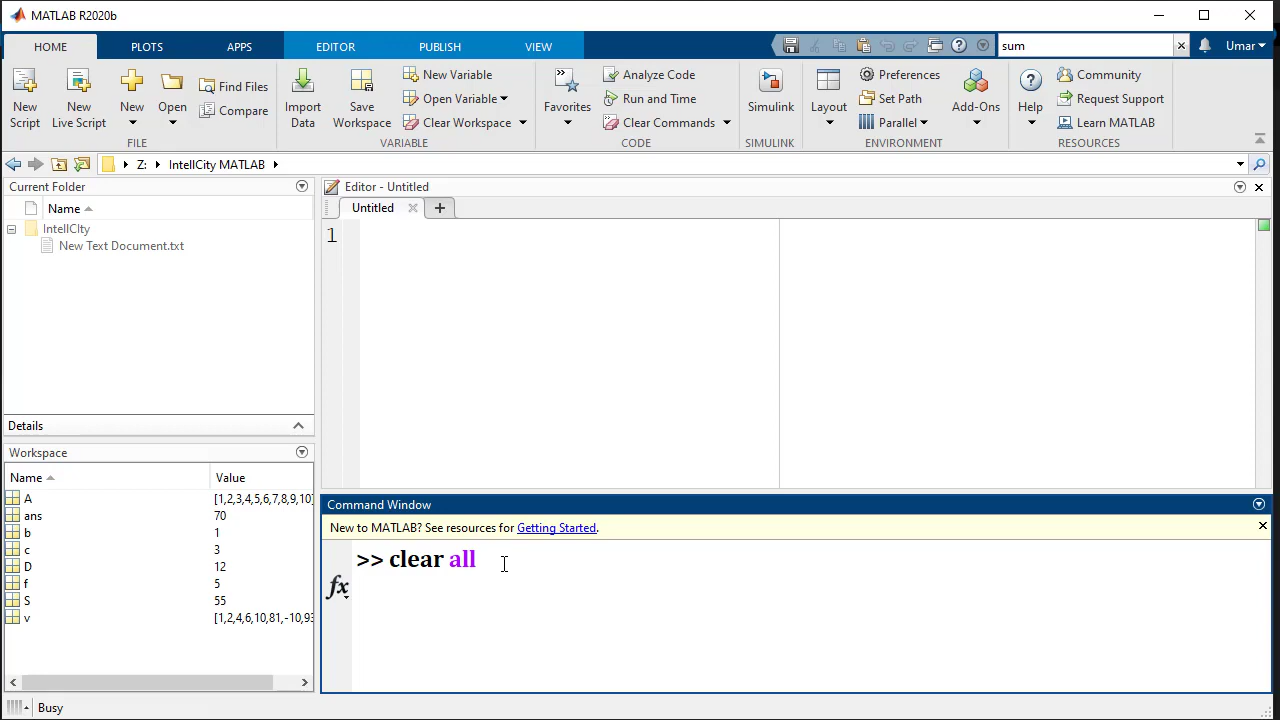 MATLAB R2020b
HOME PLOTS APPS EDITOR PUBLISH VIEW sum Umar
New Script
New Live Script
New
Open
Find Files
Compare
FILE
Import Data
Save Workspace
New Variable
Open Variable
Clear Workspace
VARIABLE
Favorites
Analyze Code
Run and Time
Clear Commands
CODE
Simulink
SIMULINK
Layout
Preferences
Set Path
Parallel
Add-Ons
ENVIRONMENT
Help
Community
Request Support
Learn MATLAB
RESOURCES
Z: IntellCity MATLAB
Current Folder
Name
IntellCIty
New Text Document.txt
Details
Workspace
Name Value
A [1,2,3,4,5,6,7,8,9,10]
ans 70
b 1
c 3
D 12
f 5
S 55
v [1,2,4,6,10,81,-10,93
Editor - Untitled
Untitled
1
Command Window
New to MATLAB? See resources for Getting Started.
>> clear all
fx
Busy